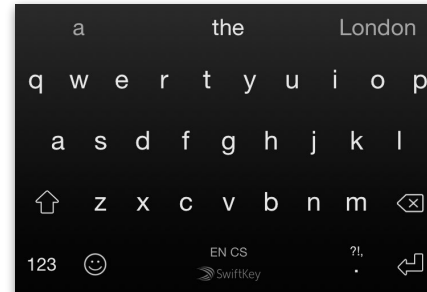 a the London
q w e r t y u i o p
a s d f g h j k l
z x c v b n m
EN CS ?!,
123 SwiftKey .